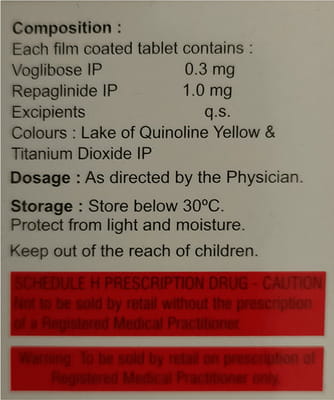 Composition :
Each film coated tablet contains :
Voglibose IP 0.3 mg
Repaglinide IP 1.0 mg
Excipients q.s.
Colours : Lake of Quinoline Yellow &
Titanium Dioxide IP
Dosage : As directed by the Physician.
Storage : Store below 30ºC.
Protect from light and moisture.
Keep out of the reach of children.
SCHEDULE H PRESCRIPTION DRUG - CAUTION
Not to be sold by retail without the prescription
of a Registered Medical Practitioner
Warning: To be sold by retail on prescription of
Registered Medical Practitioner only.